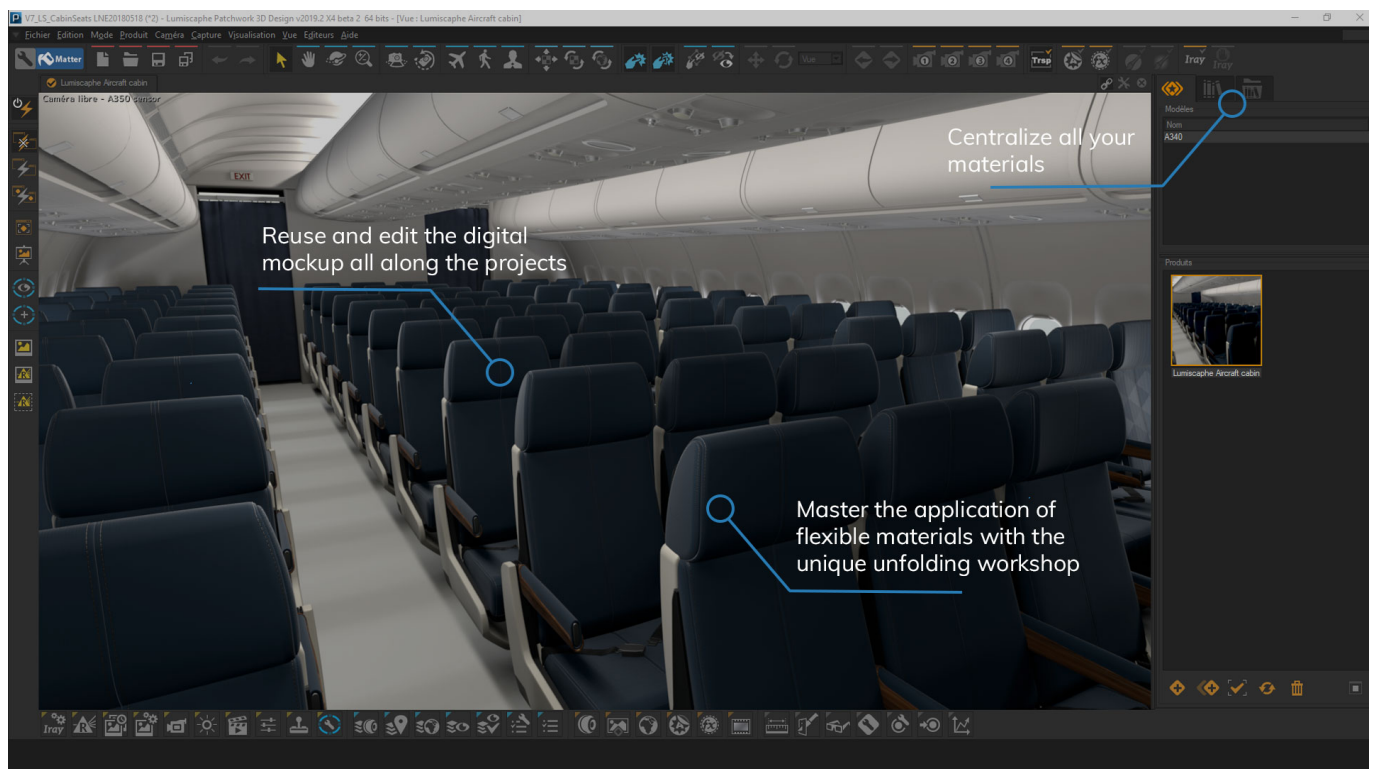 V7_LS_CabinSeats LNE20180518 (*2) - Lumiscaphe Patchwork 3D Design v2019.2 X4 beta 2 64 bits - [Vue : Lumiscaphe Aircraft cabin]
Fichier Edition Mode Produit Caméra Capture Visualisation Vue Editeurs Aide
Matter
Vue
Trsp
Iray
Iray
Lumiscaphe Aircraft cabin
Caméra libre - A350 sensor
EXIT
Centralize all your
materials
Reuse and edit the digital
mockup all along the projects
Master the application of
flexible materials with the
unique unfolding workshop
Modèles
Nom
A340
Produits
Lumiscaphe Aircraft cabin
Iray